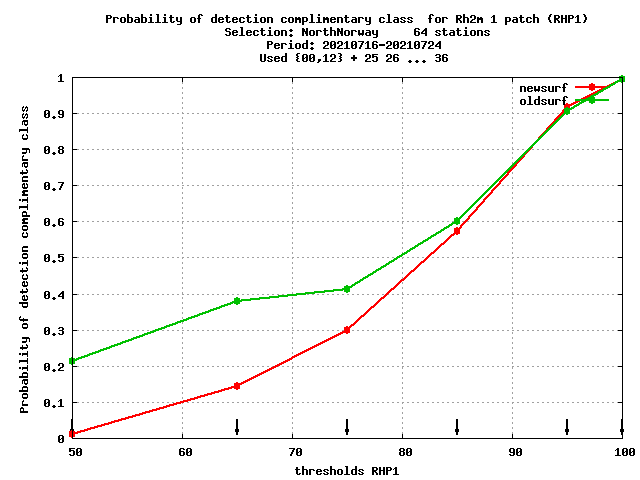 Probability of detection complimentary class  for Rh2m 1 patch (RHP1)
Selection: NorthNorway     64 stations
Period: 20210716-20210724
Used {00,12} + 25 26 ... 36
newsurf
oldsurf
Probability of detection complimentary class
1
0.9
0.8
0.7
0.6
0.5
0.4
0.3
0.2
0.1
0
50 60 70 80 90 100
thresholds RHP1